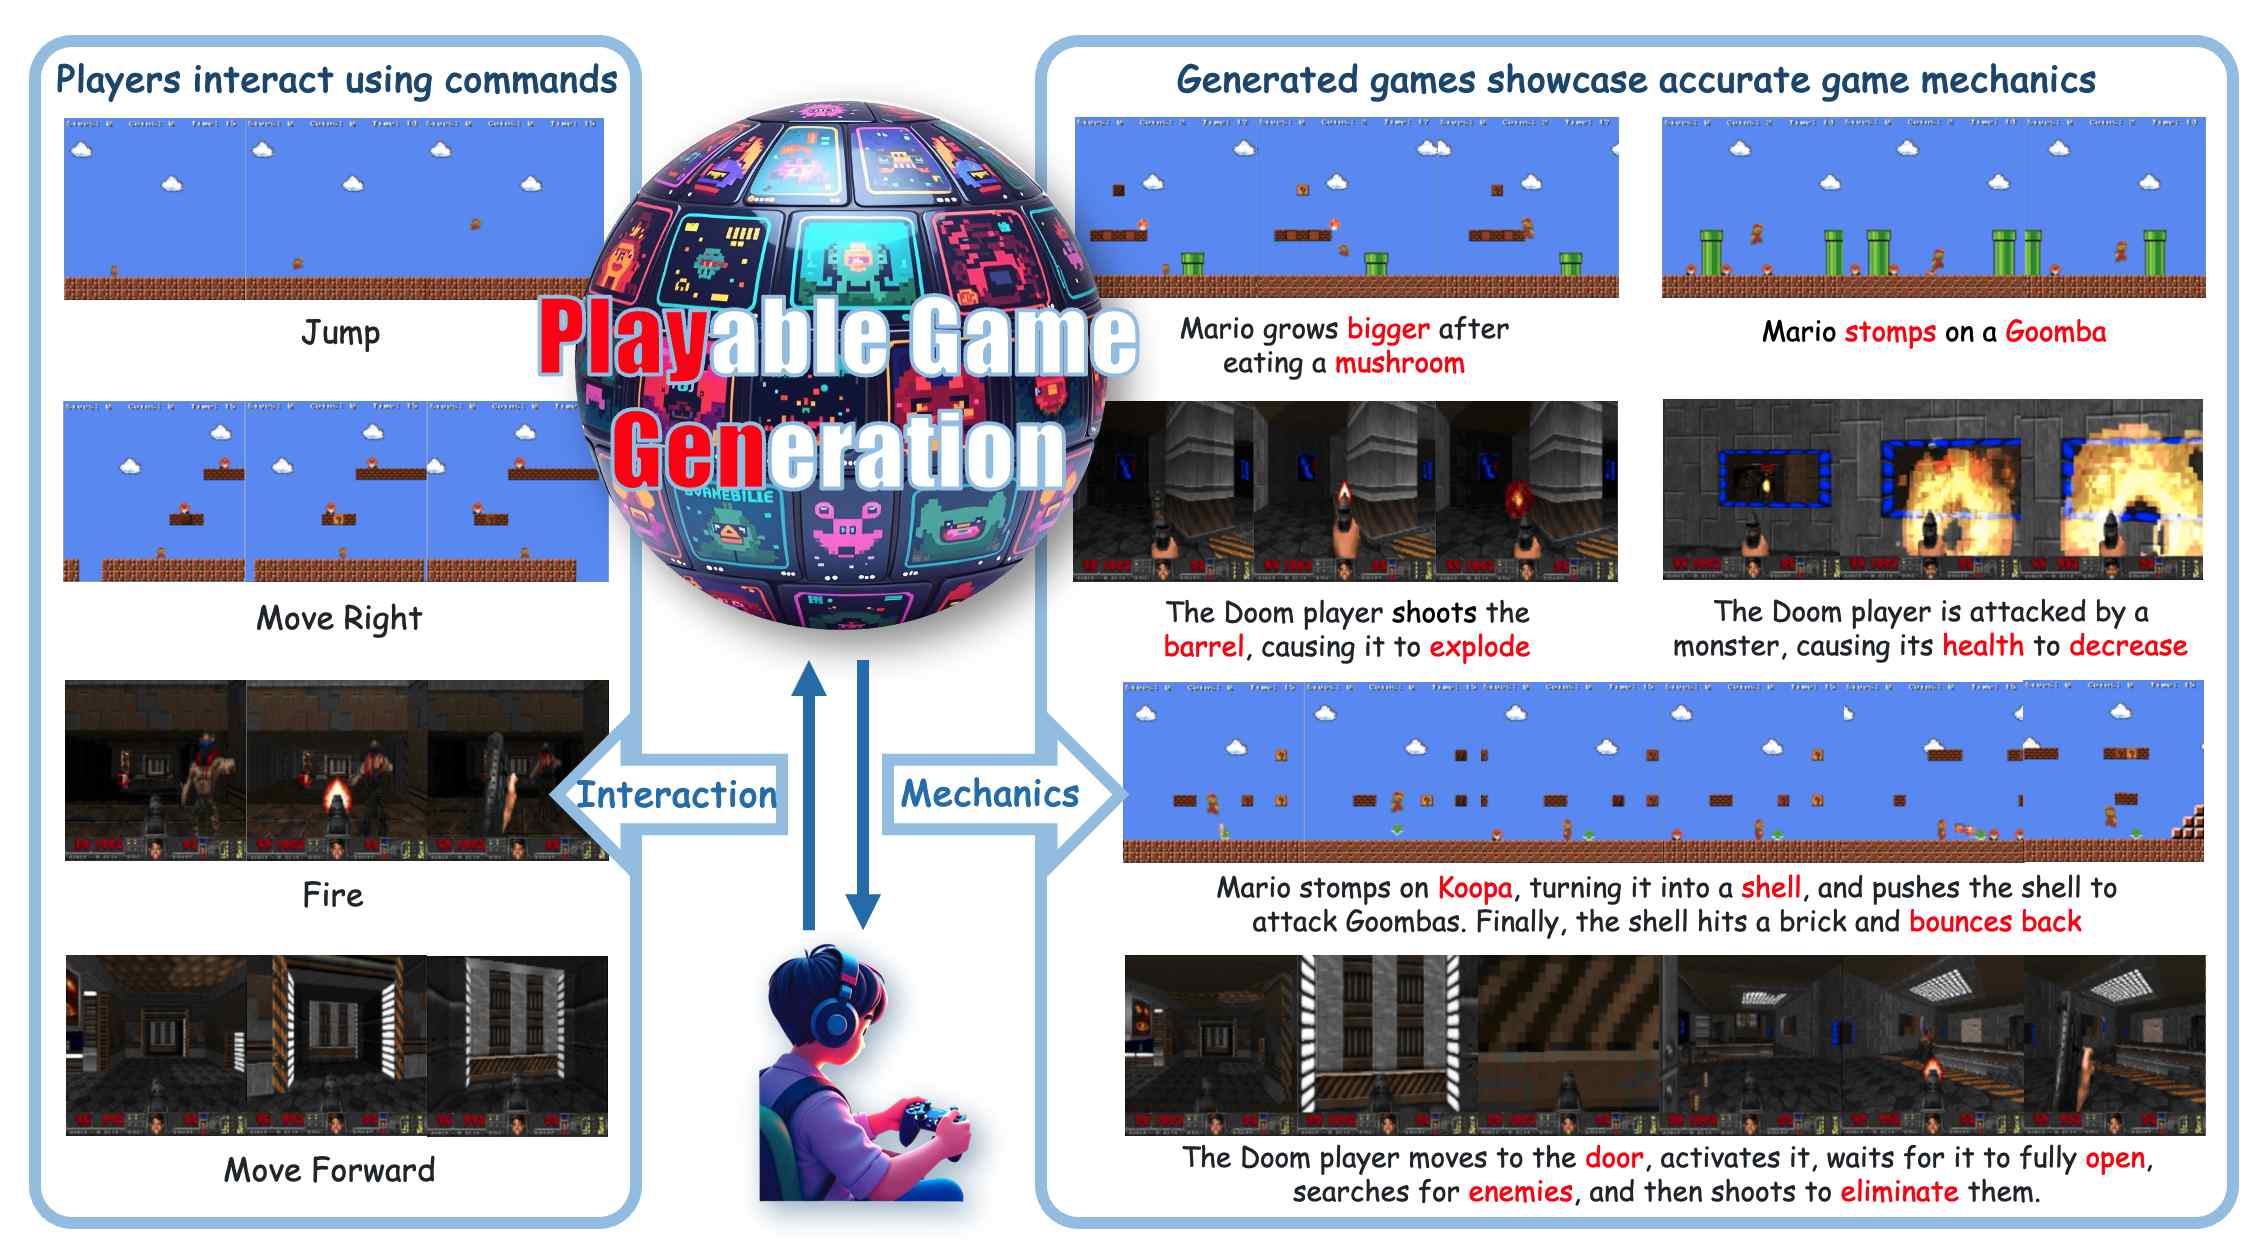 Players interact using commands
Jump
Move Right
Fire
Move Forward
Playable Game
Generation
Interaction
Mechanics
Generated games showcase accurate game mechanics
Mario grows bigger after
eating a mushroom
Mario stomps on a Goomba
The Doom player shoots the
barrel, causing it to explode
The Doom player is attacked by a
monster, causing its health to decrease
Mario stomps on Koopa, turning it into a shell, and pushes the shell to
attack Goombas. Finally, the shell hits a brick and bounces back
The Doom player moves to the door, activates it, waits for it to fully open,
searches for enemies, and then shoots to eliminate them.